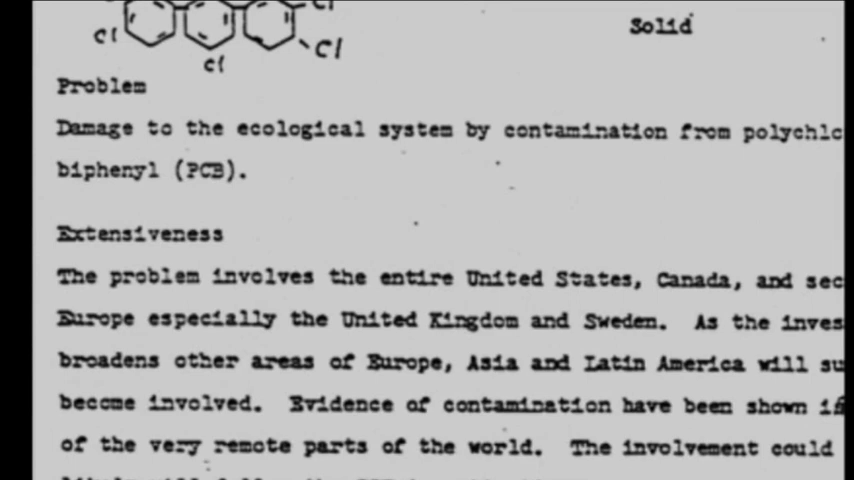 Cl
Cl
Cl
Cl
Solid
Problem
Damage to the ecological system by contamination from polychlc
biphenyl (PCB).
Extensiveness
The problem involves the entire United States, Canada, and sec
Europe especially the United Kingdom and Sweden. As the inves
broadens other areas of Europe, Asia and Latin America will su
become involved. Evidence of contamination have been shown in
of the very remote parts of the world. The involvement could